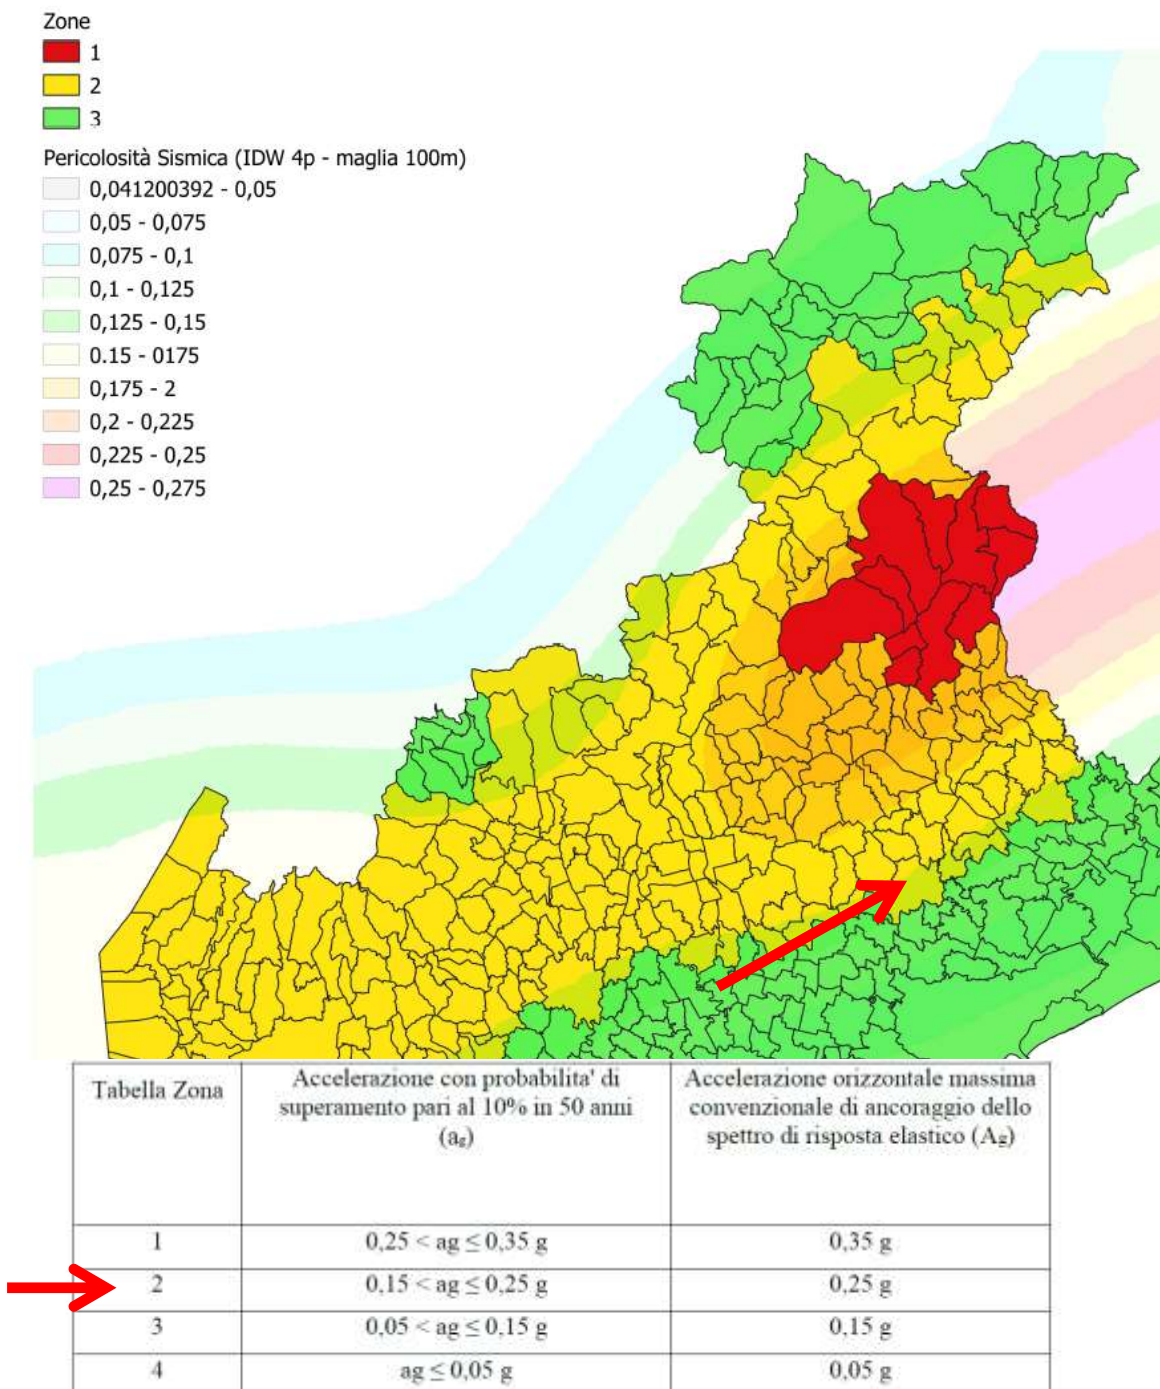 Zone
1
2
3
Pericolosità Sismica (IDW 4p - maglia 100m)
0,041200392 - 0,05
0,05 - 0,075
0,075 - 0,1
0,1 - 0,125
0,125 - 0,15
0.15 - 0175
0,175 - 2
0,2 - 0,225
0,225 - 0,25
0,25 - 0,275
Tabella Zona
Accelerazione con probabilita' di
superamento pari al 10% in 50 anni
(ag)
Accelerazione orizzontale massima
convenzionale di ancoraggio dello
spettro di risposta elastico (Ag)
1 0,25 < ag ≤ 0,35 g 0,35 g
2 0,15 < ag ≤ 0,25 g 0,25 g
3 0,05 < ag ≤ 0,15 g 0,15 g
4 ag ≤ 0,05 g 0,05 g